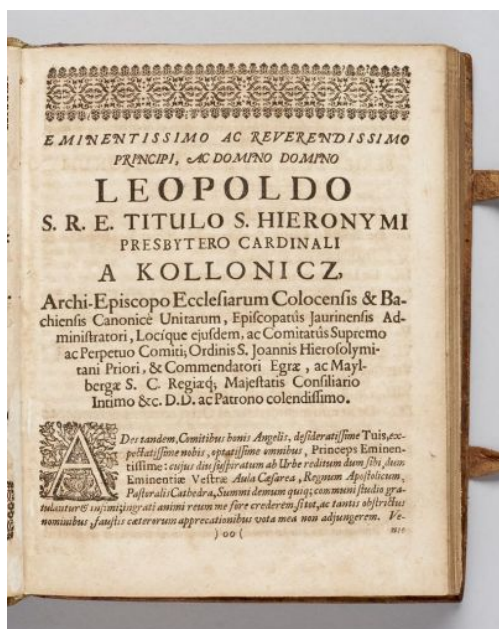 EMINENTISSIMO AC REVERENDISSIMO
PRINCIPI, AC DOMINO DOMINO
LEOPOLDO
S. R. E. TITULO S. HIERONYMI
PRESBYTERO CARDINALI
A KOLLONICZ,
Archi-Episcopo Ecclesiarum Colocensis & Ba-
chiensis Canonicè Unitarum, Episcopatûs Jaurinensis Ad-
ministratori, Locique ejusdem, ac Comitatûs Supremo
ac Perpetuo Comiti; Ordinis S. Joannis Hierosolymi-
tani Priori, & Commendatori Egræ, ac Mayl-
bergæ S. C. Regiæq; Majestatis Consiliario
Intimo &c. D.D. ac Patrono colendissimo.
ADes tandem, Comitibus bonis Angelis, desideratissime Tuis, ex-
pectatissime nobis, optatissime omnibus, Princeps Eminen-
tissime: cujus diu suspiratum ab Urbe reditum dum sibi, dum
Eminentiæ Vestræ Aula Cæsarea, Regnum Apostolicum,
Pastoralis Cathedra, Summi demum quiq; communi studio gra-
tulantur & infimi; ingrati animi reum me fore crederem, si tot, ac tantis obstrictus
nominibus, faustis cæterorum apprecationibus vota mea non adjungerem. Ve-
) oo (